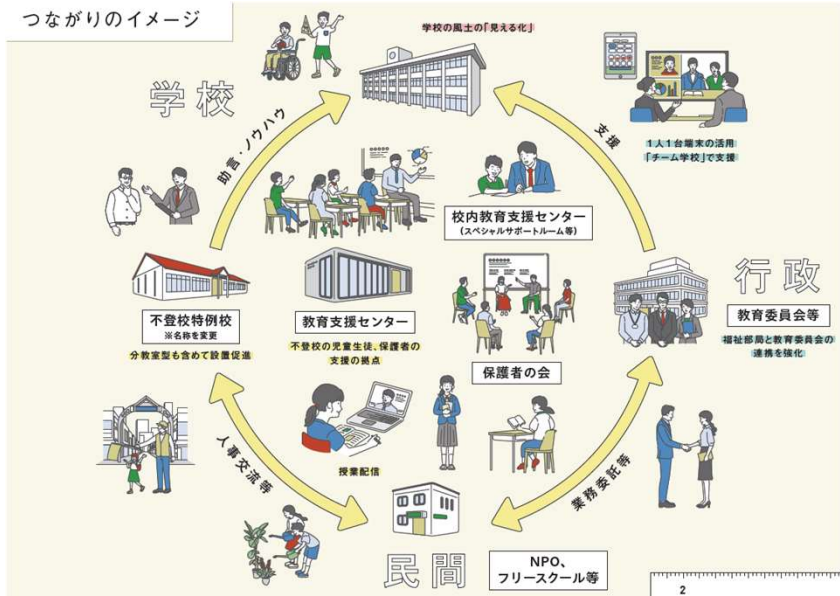 つながりのイメージ
学校の風土の「見える化」
学校
助言・ノウハウ
支援
1人1台端末の活用
「チーム学校」で支援
校内教育支援センター
(スペシャルサポートルーム等)
不登校特例校
※名称を変更
分教室型も含めて設置促進
教育支援センター
不登校の児童生徒、保護者の
支援の拠点
保護者の会
行政
教育委員会等
福祉部局と教育委員会の
連携を強化
人事交流等
授業配信
業務委託等
民間
NPO、
フリースクール等
2